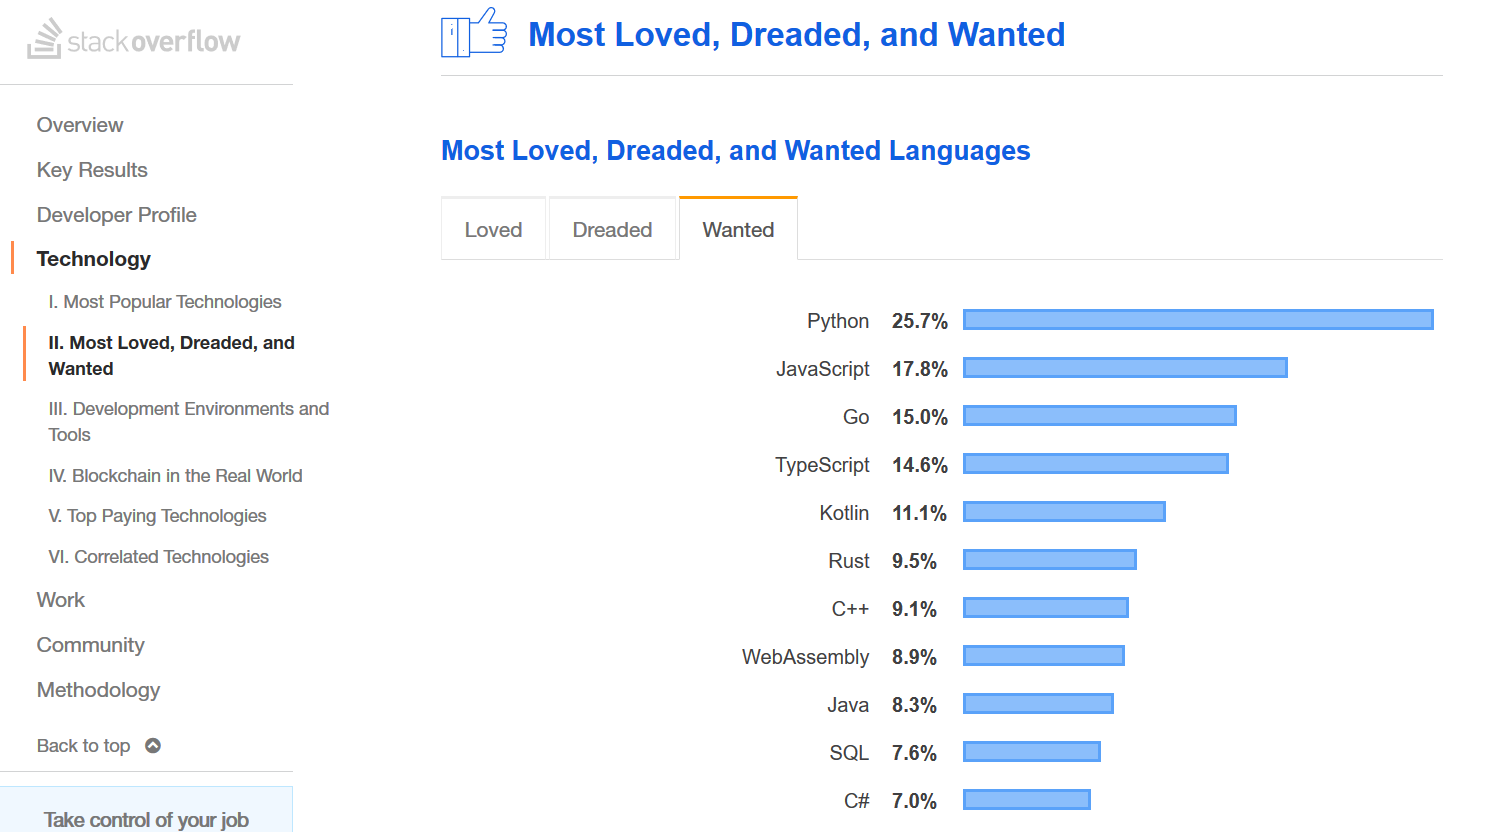 stackoverflow
Overview
Key Results
Developer Profile
Technology
I. Most Popular Technologies
II. Most Loved, Dreaded, and
Wanted
III. Development Environments and
Tools
IV. Blockchain in the Real World
V. Top Paying Technologies
VI. Correlated Technologies
Work
Community
Methodology
Back to top
Take control of your job
Most Loved, Dreaded, and Wanted
Most Loved, Dreaded, and Wanted Languages
Loved Dreaded Wanted
Python 25.7%
JavaScript 17.8%
Go 15.0%
TypeScript 14.6%
Kotlin 11.1%
Rust 9.5%
C++ 9.1%
WebAssembly 8.9%
Java 8.3%
SQL 7.6%
C# 7.0%